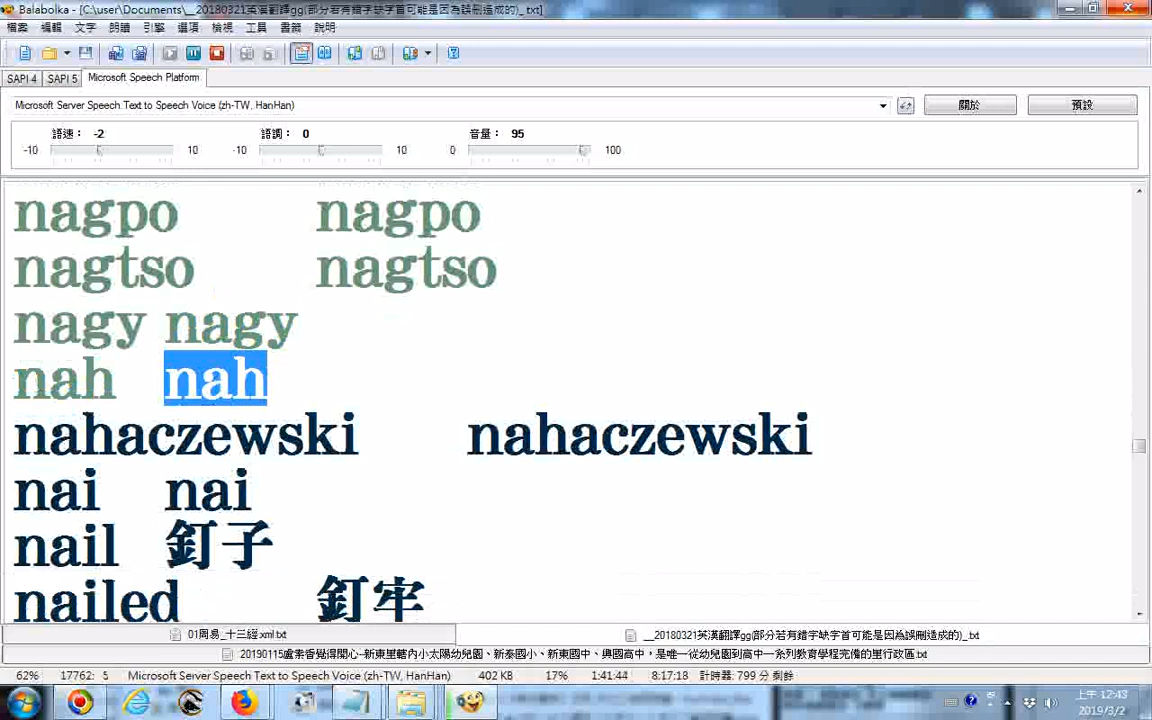 Balabolka - [C:\user\Documents\__20180321英漢翻譯gg(部分若有錯字缺字首可能是因為誤刪造成的)_.txt]
檔案 編輯 文字 朗讀 引擎 選項 檢視 工具 書籤 說明
SAPI 4 SAPI 5 Microsoft Speech Platform
Microsoft Server Speech Text to Speech Voice (zh-TW, HanHan) 關於 預設
語速： -2 語調： 0 音量： 95
-10 10 -10 10 0 100
nagpo nagpo
nagtso nagtso
nagy nagy
nah nah
nahaczewski nahaczewski
nai nai
nail 釘子
nailed 釘牢
01周易_十三經.xml.txt __20180321英漢翻譯gg(部分若有錯字缺字首可能是因為誤刪造成的)_.txt
20190115盧素香覺得開心--新東里轄內小太陽幼兒園、新泰國小、新東國中、興國高中，是唯一從幼兒園到高中一系列教育學程完備的里行政區.txt
62% 17762: 5 Microsoft Server Speech Text to Speech Voice (zh-TW, HanHan) 402 KB 17% 1:41:44 8:17:18 計時器: 799 分 剩餘
上午 12:43
2019/3/2